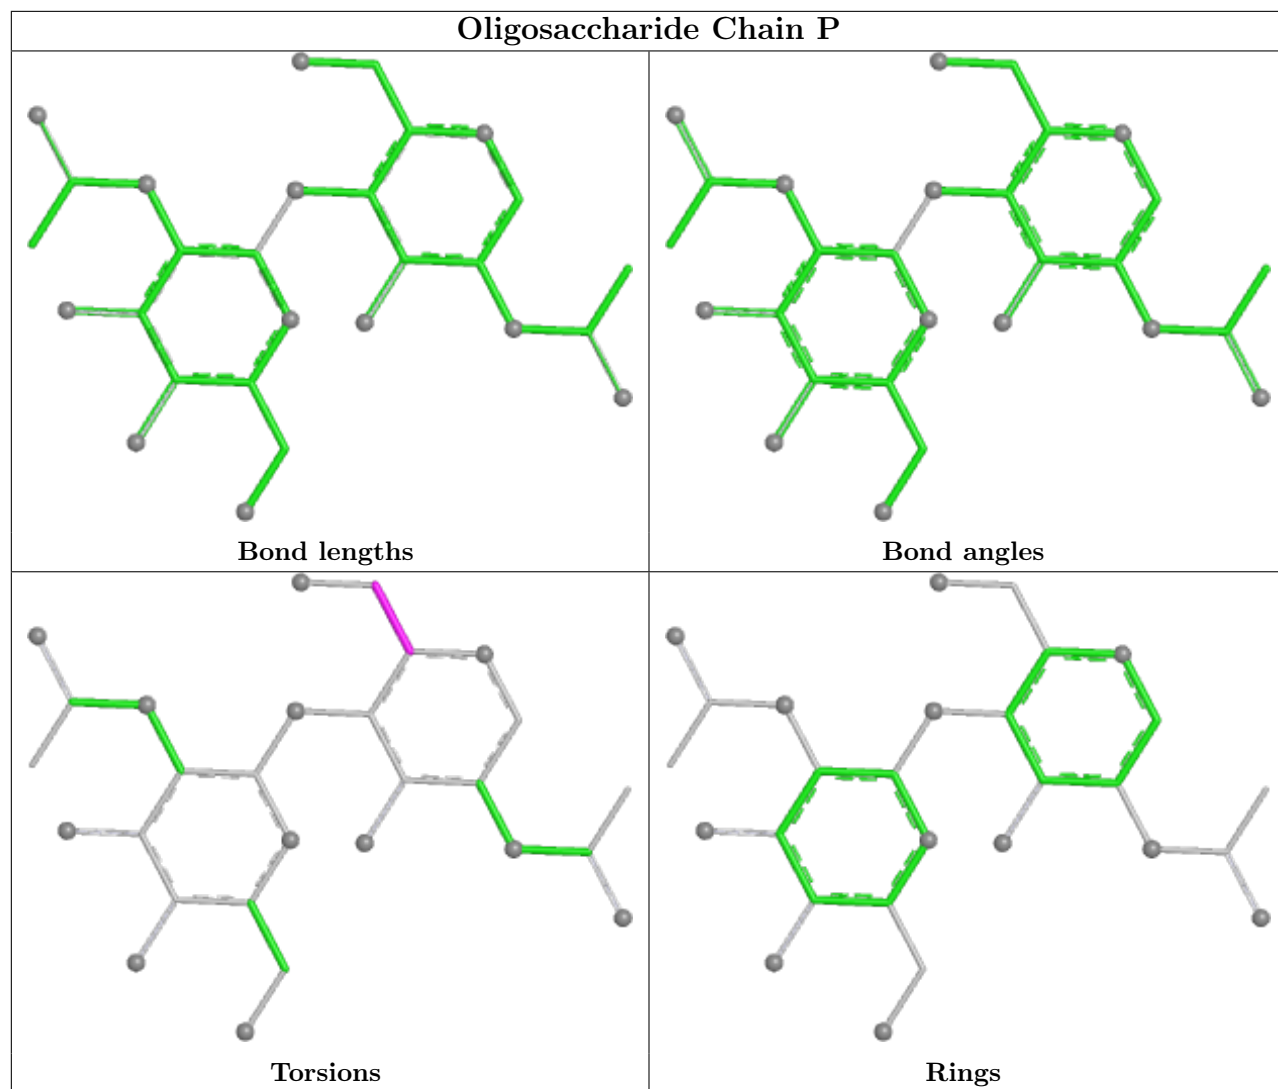 Oligosaccharide Chain P
Bond lengths
Bond angles
Torsions
Rings